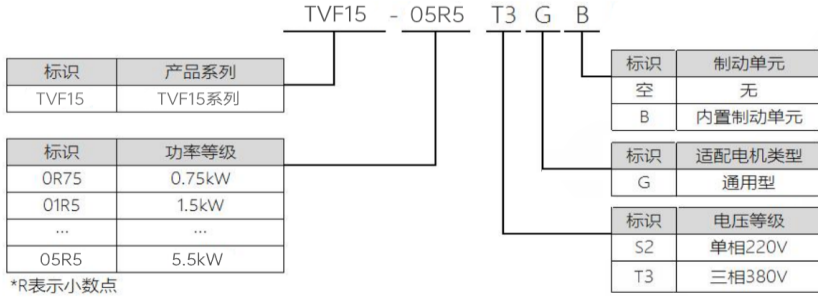 TVF15 - 05R5 T3 G B
标识 产品系列
TVF15 TVF15系列
标识 功率等级
0R75 0.75kW
01R5 1.5kW
... ...
05R5 5.5kW
*R表示小数点
标识 制动单元
空 无
B 内置制动单元
标识 适配电机类型
G 通用型
标识 电压等级
S2 单相220V
T3 三相380V